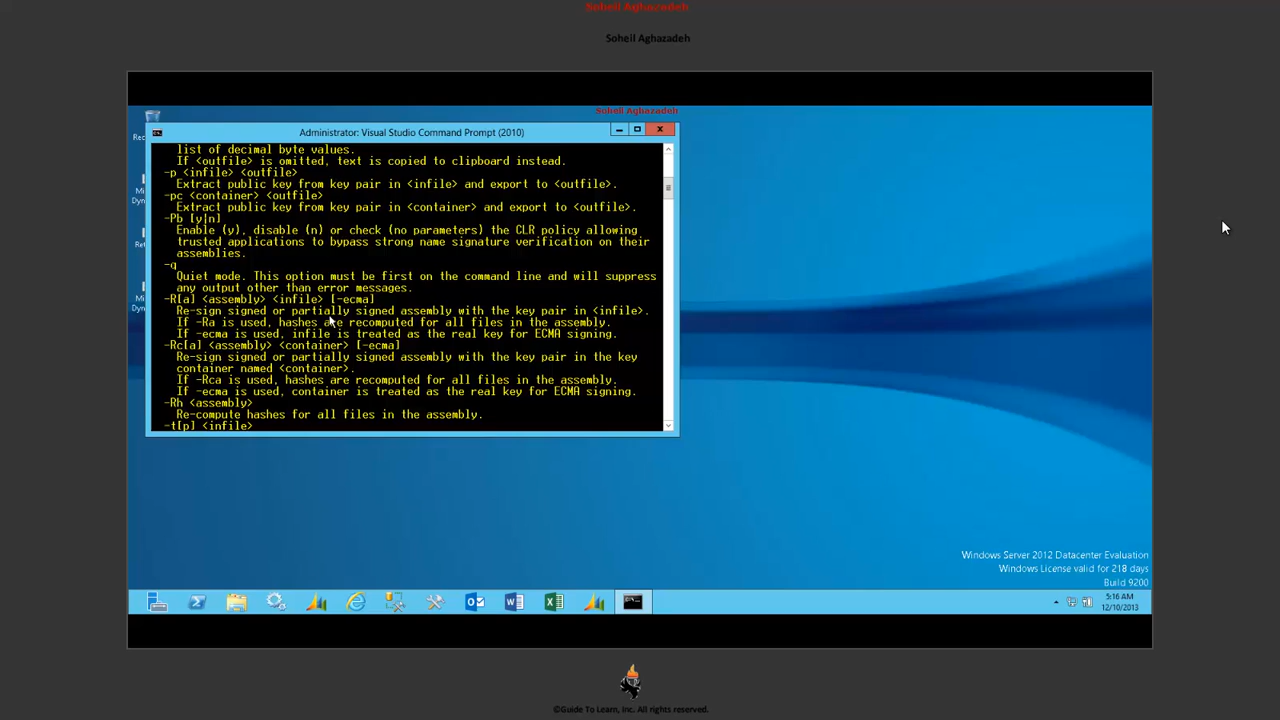 Soheil Aghazadeh
Soheil Aghazadeh
Soheil Aghazadeh
Administrator: Visual Studio Command Prompt (2010)
list of decimal byte values.
If <outfile> is omitted, text is copied to clipboard instead.
-p <infile> <outfile>
Extract public key from key pair in <infile> and export to <outfile>.
-pc <container> <outfile>
Extract public key from key pair in <container> and export to <outfile>.
-Pb [y|n]
Enable (y), disable (n) or check (no parameters) the CLR policy allowing
trusted applications to bypass strong name signature verification on their
assemblies.
-q
Quiet mode. This option must be first on the command line and will suppress
any output other than error messages.
-R[a] <assembly> <infile> [-ecma]
Re-sign signed or partially signed assembly with the key pair in <infile>.
If -Ra is used, hashes are recomputed for all files in the assembly.
If -ecma is used, infile is treated as the real key for ECMA signing.
-Rc[a] <assembly> <container> [-ecma]
Re-sign signed or partially signed assembly with the key pair in the key
container named <container>.
If -Rca is used, hashes are recomputed for all files in the assembly.
If -ecma is used, container is treated as the real key for ECMA signing.
-Rh <assembly>
Re-compute hashes for all files in the assembly.
-t[p] <infile>
Windows Server 2012 Datacenter Evaluation
Windows License valid for 218 days
Build 9200
5:16 AM
12/10/2013
©Guide To Learn, Inc. All rights reserved.